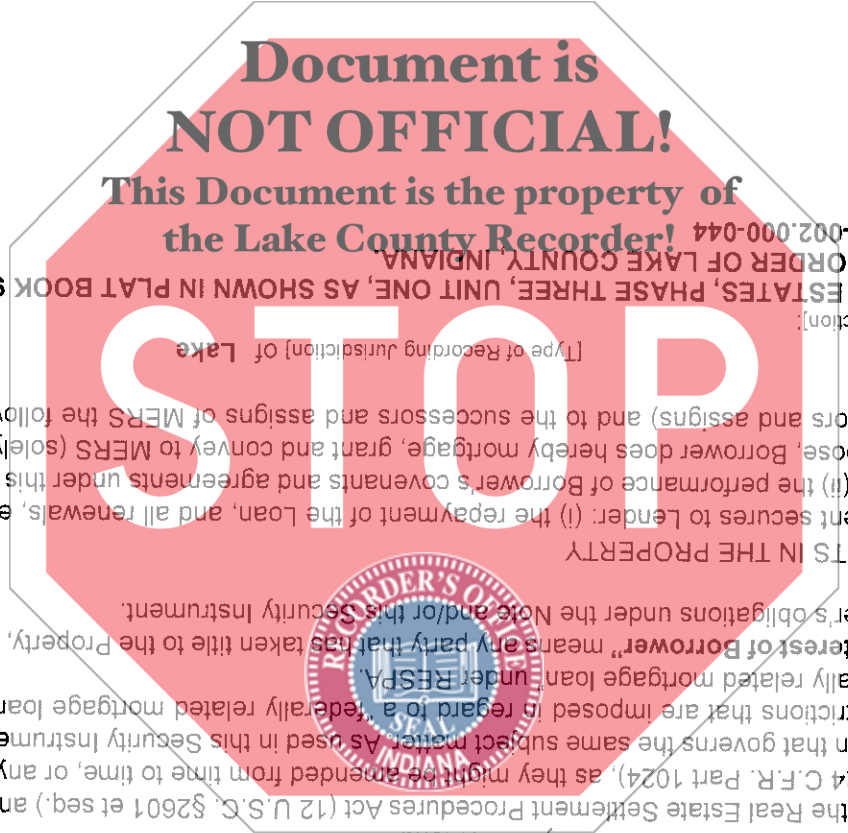 Document is
NOT OFFICIAL!
This Document is the property of
the Lake County Recorder!
STOP
RECORDER'S OFFICE
SEAL
INDIANA
the Real Estate Settlement Procedures Act (12 U.S.C. §2601 et seq.) an
24 C.F.R. Part 1024), as they might be amended from time to time, or any
n that governs the same subject matter. As used in this Security Instrume
rictions that are imposed in regard to a "federally related mortgage loan
ally related mortgage loan" under RESPA.
terest of Borrower" means any party that has taken title to the Property,
r's obligations under the Note and/or this Security Instrument.
TS IN THE PROPERTY
ent secures to Lender: (i) the repayment of the Loan, and all renewals, e
(ii) the performance of Borrower's covenants and agreements under this
ose, Borrower does hereby mortgage, grant and convey to MERS (solely
ors and assigns) and to the successors and assigns of MERS the follow
[Type of Recording Jurisdiction] of Lake
ction]:
ESTATES, PHASE THREE, UNIT ONE, AS SHOWN IN PLAT BOOK 9
ORDER OF LAKE COUNTY, INDIANA.
-002.000-044